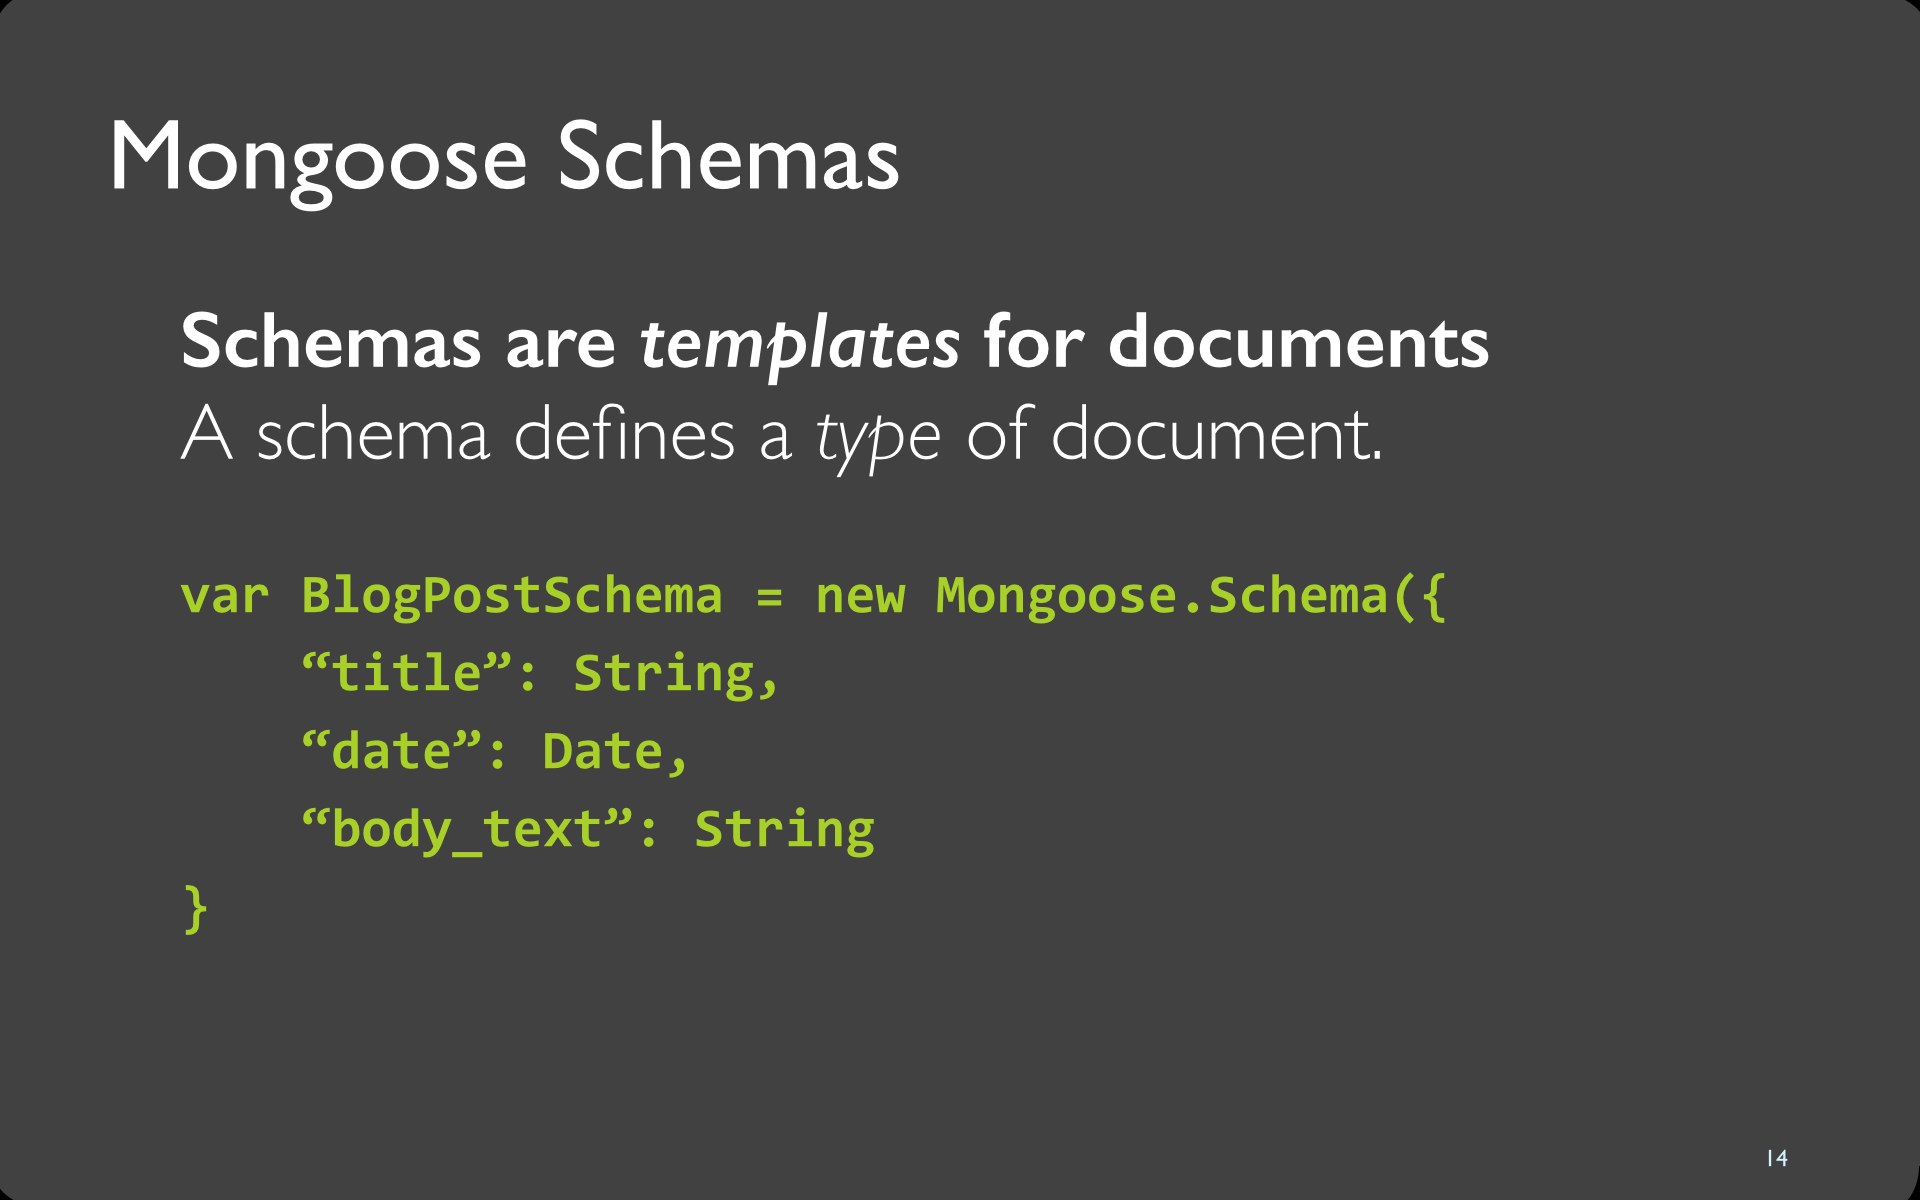 Mongoose Schemas
Schemas are templates for documents
A schema defines a type of document.
var BlogPostSchema = new Mongoose.Schema({
    “title”: String,
    “date”: Date,
    “body_text”: String
}
14